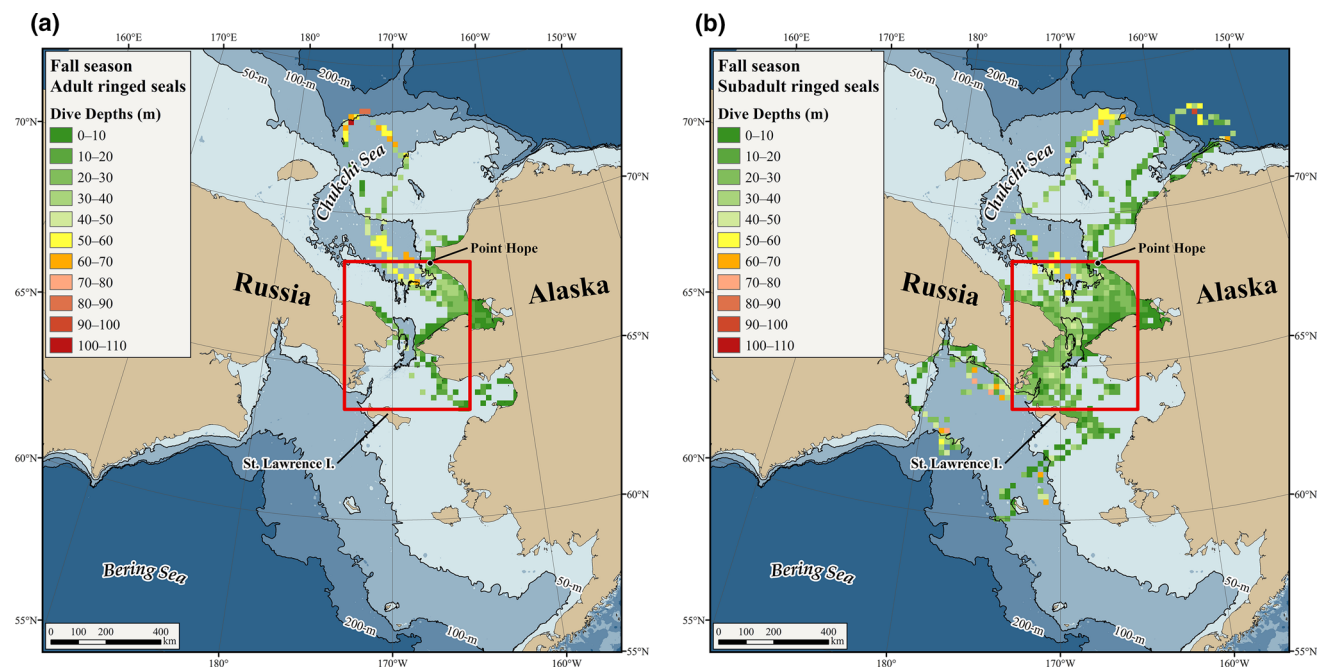 (a)
160°E
170°E
180°
170°W
160°W
150°W
Fall season
Adult ringed seals
Dive Depths (m)
0–10
10–20
20–30
30–40
40–50
50–60
60–70
70–80
80–90
90–100
100–110
50-m
100-m
200-m
70°N
70°N
Chukchi Sea
Point Hope
Russia
Alaska
65°N
65°N
St. Lawrence I.
60°N
60°N
Bering Sea
50-m
200-m
100-m
55°N
55°N
0 100 200 400
km
180°
170°W
160°W
(b)
160°E
170°E
180°
170°W
160°W
150°W
Fall season
Subadult ringed seals
Dive Depths (m)
0–10
10–20
20–30
30–40
40–50
50–60
60–70
70–80
80–90
90–100
100–110
50-m
100-m
200-m
70°N
70°N
Chukchi Sea
Point Hope
Russia
Alaska
65°N
65°N
St. Lawrence I.
60°N
60°N
Bering Sea
50-m
200-m
100-m
55°N
55°N
0 100 200 400
km
180°
170°W
160°W